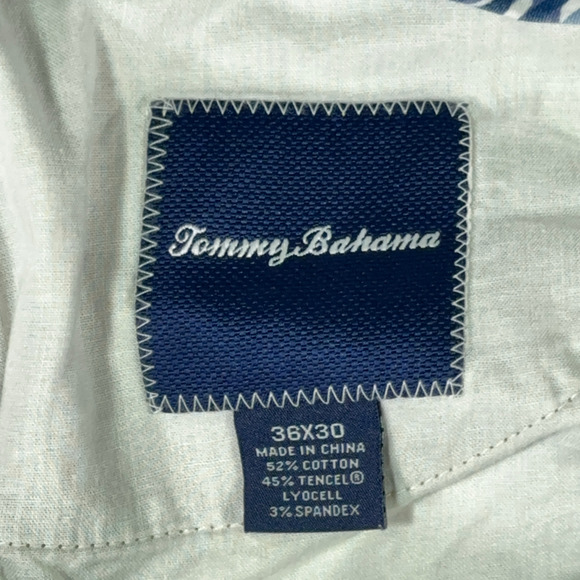 Tommy Bahama
36X30
MADE IN CHINA
52% COTTON
45% TENCEL®
LYOCELL
3% SPANDEX